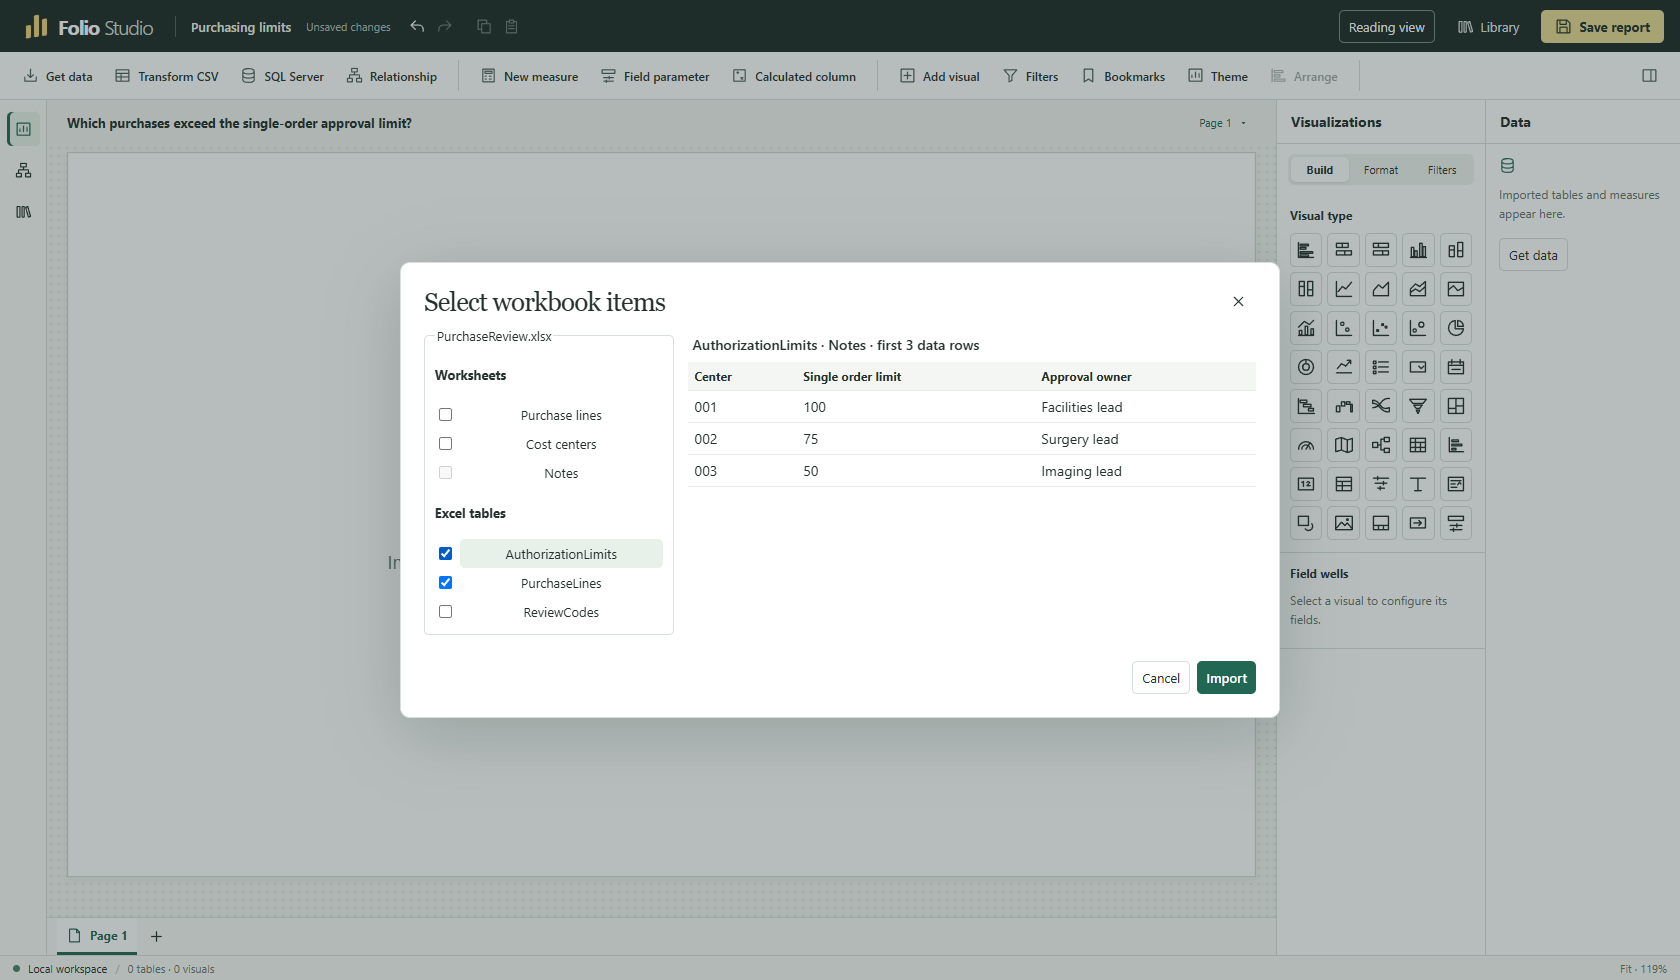 Folio Studio
Purchasing limits
Unsaved changes
Reading view
Library
Save report
Get data
Transform CSV
SQL Server
Relationship
New measure
Field parameter
Calculated column
Add visual
Filters
Bookmarks
Theme
Arrange
Which purchases exceed the single-order approval limit?
Page 1
Visualizations
Data
Build
Format
Filters
Imported tables and measures
appear here.
Get data
Visual type
Select workbook items
PurchaseReview.xlsx
Worksheets
Purchase lines
Cost centers
Notes
Excel tables
AuthorizationLimits
PurchaseLines
ReviewCodes
AuthorizationLimits · Notes · first 3 data rows
Center Single order limit Approval owner
001 100 Facilities lead
002 75 Surgery lead
003 50 Imaging lead
Cancel
Import
Field wells
Select a visual to configure its
fields.
Page 1
Local workspace / 0 tables · 0 visuals
Fit · 119%